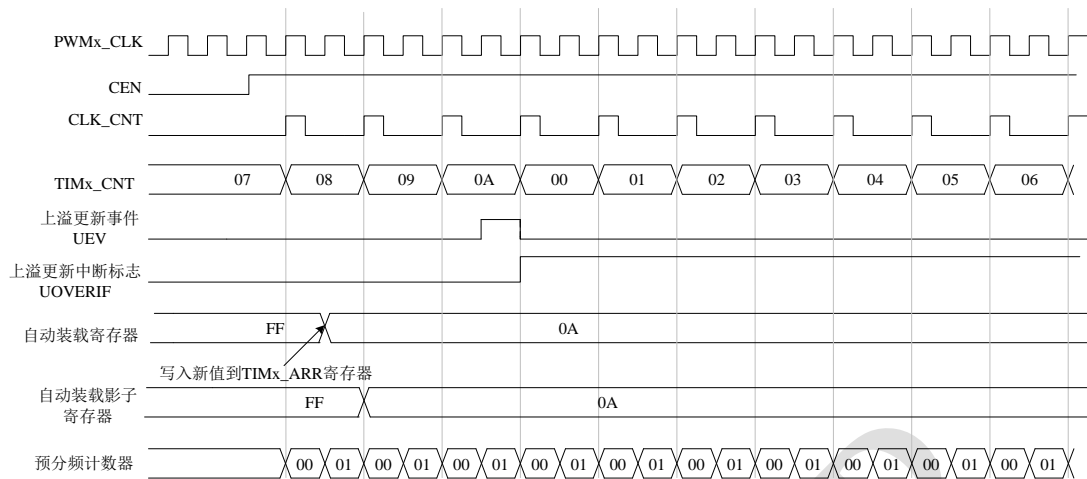 PWMx_CLK
CEN
CLK_CNT
TIMx_CNT 07 08 09 0A 00 01 02 03 04 05 06
上溢更新事件
UEV
上溢更新中断标志
UOVERIF
自动装载寄存器 FF 0A
写入新值到TIMx_ARR寄存器
自动装载影子
寄存器 FF 0A
预分频计数器 00 01 00 01 00 01 00 01 00 01 00 01 00 01 00 01 00 01 00 01